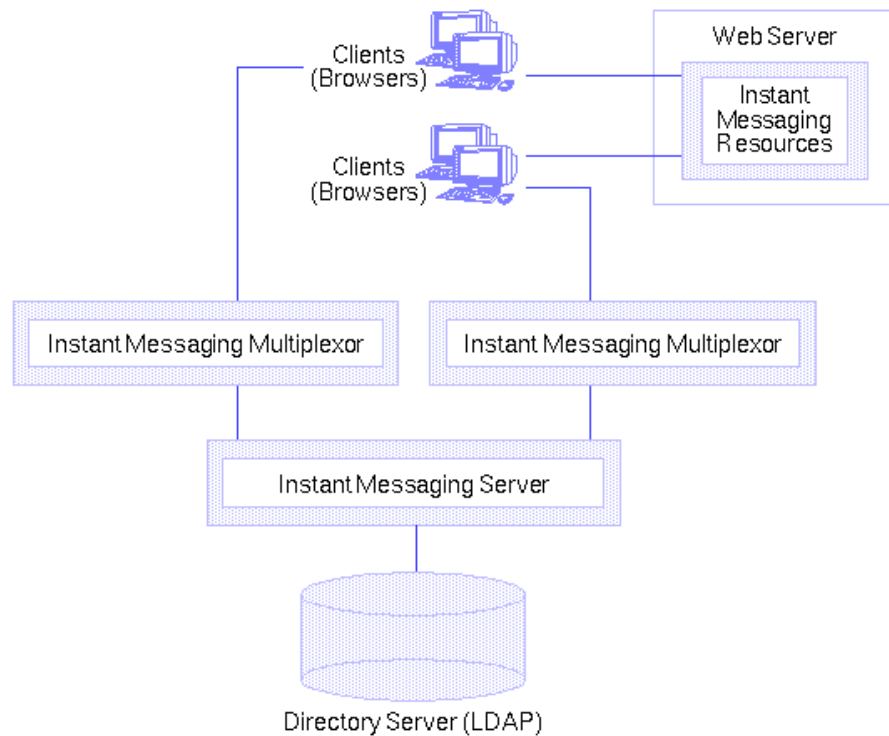 Clients
(Browsers)
Web Server
Instant
Messaging
Resources
Clients
(Browsers)
Instant Messaging Multiplexor
Instant Messaging Multiplexor
Instant Messaging Server
Directory Server (LDAP)